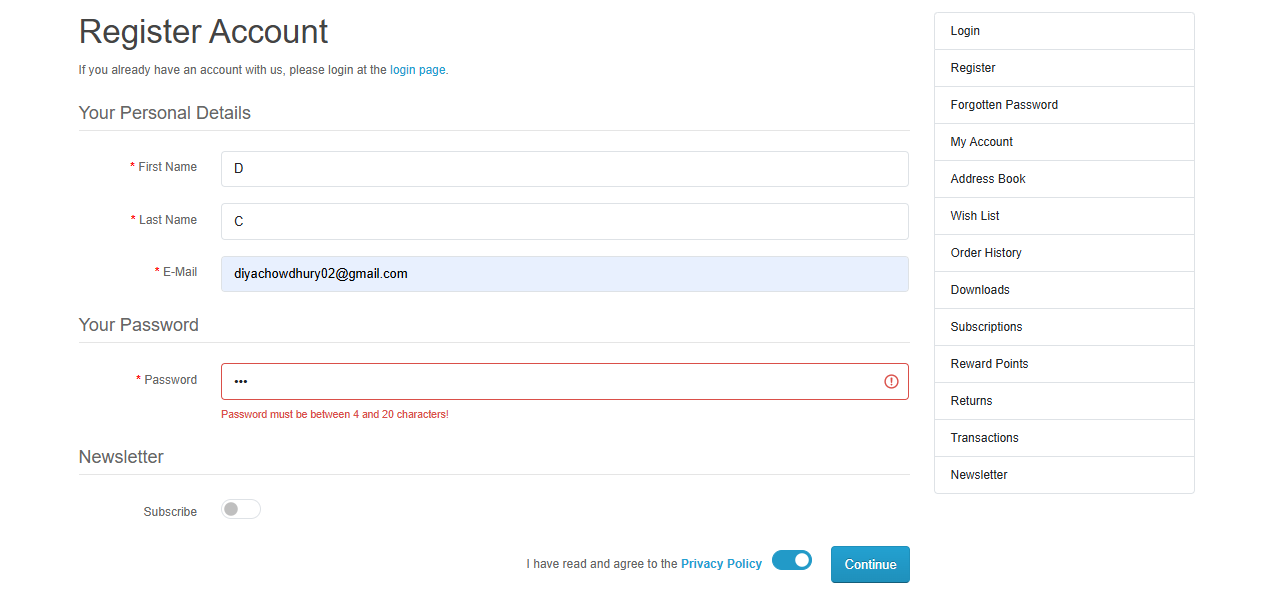 Register Account
If you already have an account with us, please login at the login page.
Your Personal Details
* First Name
D
* Last Name
C
* E-Mail
diyachowdhury02@gmail.com
Your Password
* Password
•••
Password must be between 4 and 20 characters!
Newsletter
Subscribe
I have read and agree to the Privacy Policy
Continue
Login
Register
Forgotten Password
My Account
Address Book
Wish List
Order History
Downloads
Subscriptions
Reward Points
Returns
Transactions
Newsletter